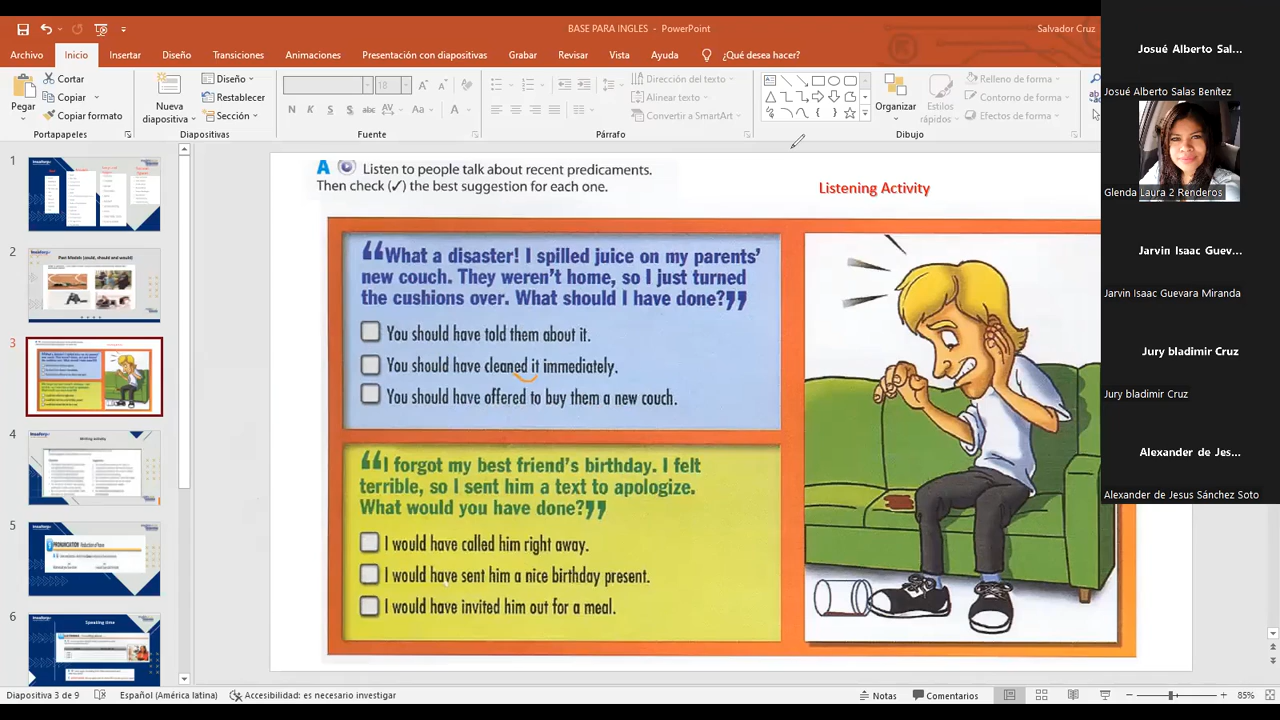 BASE PARA INGLES - PowerPoint
Salvador Cruz
Archivo Inicio Insertar Diseño Transiciones Animaciones Presentación con diapositivas Grabar Revisar Vista Ayuda ¿Qué desea hacer?
Pegar
Cortar
Copiar
Copiar formato
Portapapeles
Nueva
diapositiva
Diseño
Restablecer
Sección
Diapositivas
18
N K S S abc AV
Aa A
Fuente
Dirección del texto
Alinear texto
Convertir a SmartArt
Párrafo
Organizar
Estilos
rápidos
Relleno de forma
Contorno de forma
Efectos de forma
Dibujo
1
2
Past Modals (could, should and would)
3
4
Writing activity
5
PRONUNCIATION
6
Speaking time
A Listen to people talk about recent predicaments.
Then check (✓) the best suggestion for each one.
Listening Activity
“What a disaster! I spilled juice on my parents’
new couch. They weren’t home, so I just turned
the cushions over. What should I have done?”
You should have told them about it.
You should have cleaned it immediately.
You should have offered to buy them a new couch.
“I forgot my best friend’s birthday. I felt
terrible, so I sent him a text to apologize.
What would you have done?”
I would have called him right away.
I would have sent him a nice birthday present.
I would have invited him out for a meal.
Josué Alberto Sal...
Josué Alberto Salas Benítez
Glenda Laura 2 Renderos
Jarvin Isaac Guev...
Jarvin Isaac Guevara Miranda
Jury bladimir Cruz
Jury bladimir Cruz
Alexander de Jes...
Alexander de Jesus Sánchez Soto
Diapositiva 3 de 9 Español (América latina) Accesibilidad: es necesario investigar
Notas Comentarios 85%